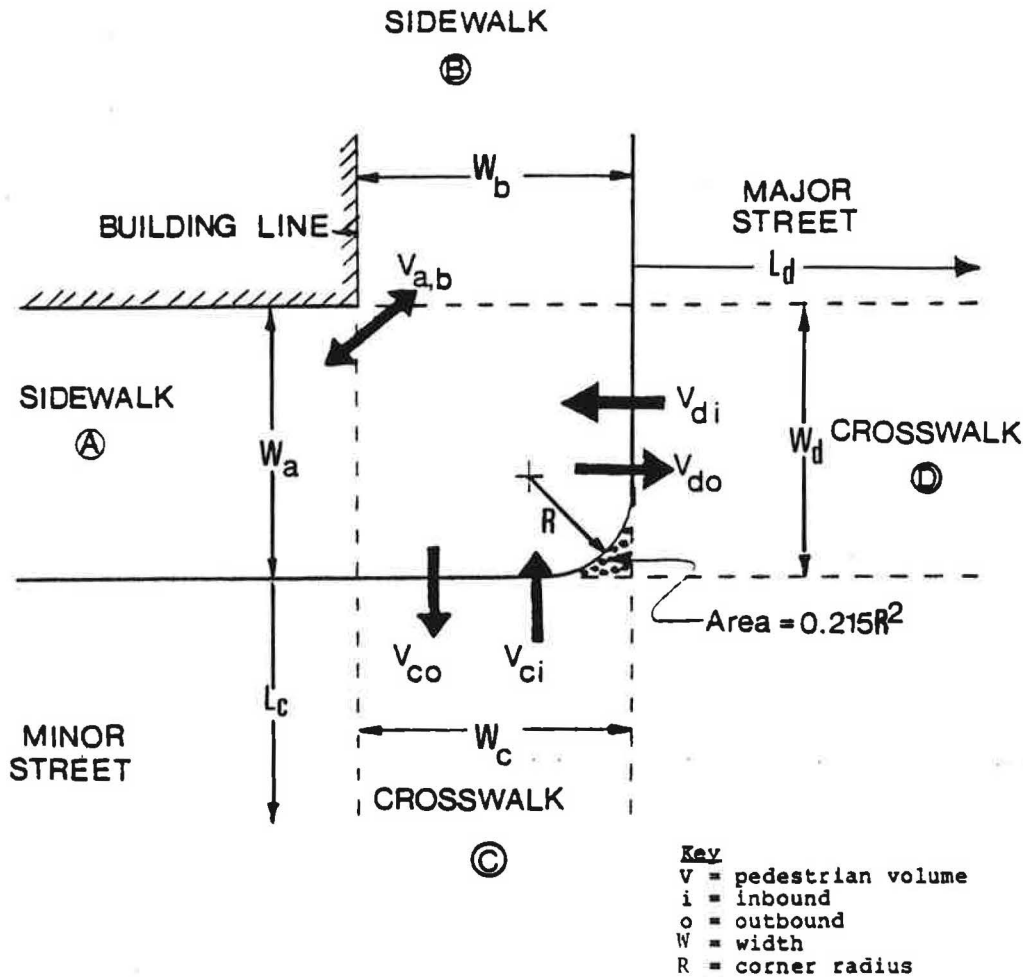 SIDEWALK
Ⓑ
W_b
MAJOR
STREET
BUILDING LINE
L_d
V_a,b
SIDEWALK
Ⓐ
W_a
V_di
W_d
CROSSWALK
Ⓓ
V_do
R
Area = 0.215R²
V_co
V_ci
L_c
W_c
MINOR
STREET
CROSSWALK
Ⓒ
Key
V = pedestrian volume
i = inbound
o = outbound
W = width
R = corner radius